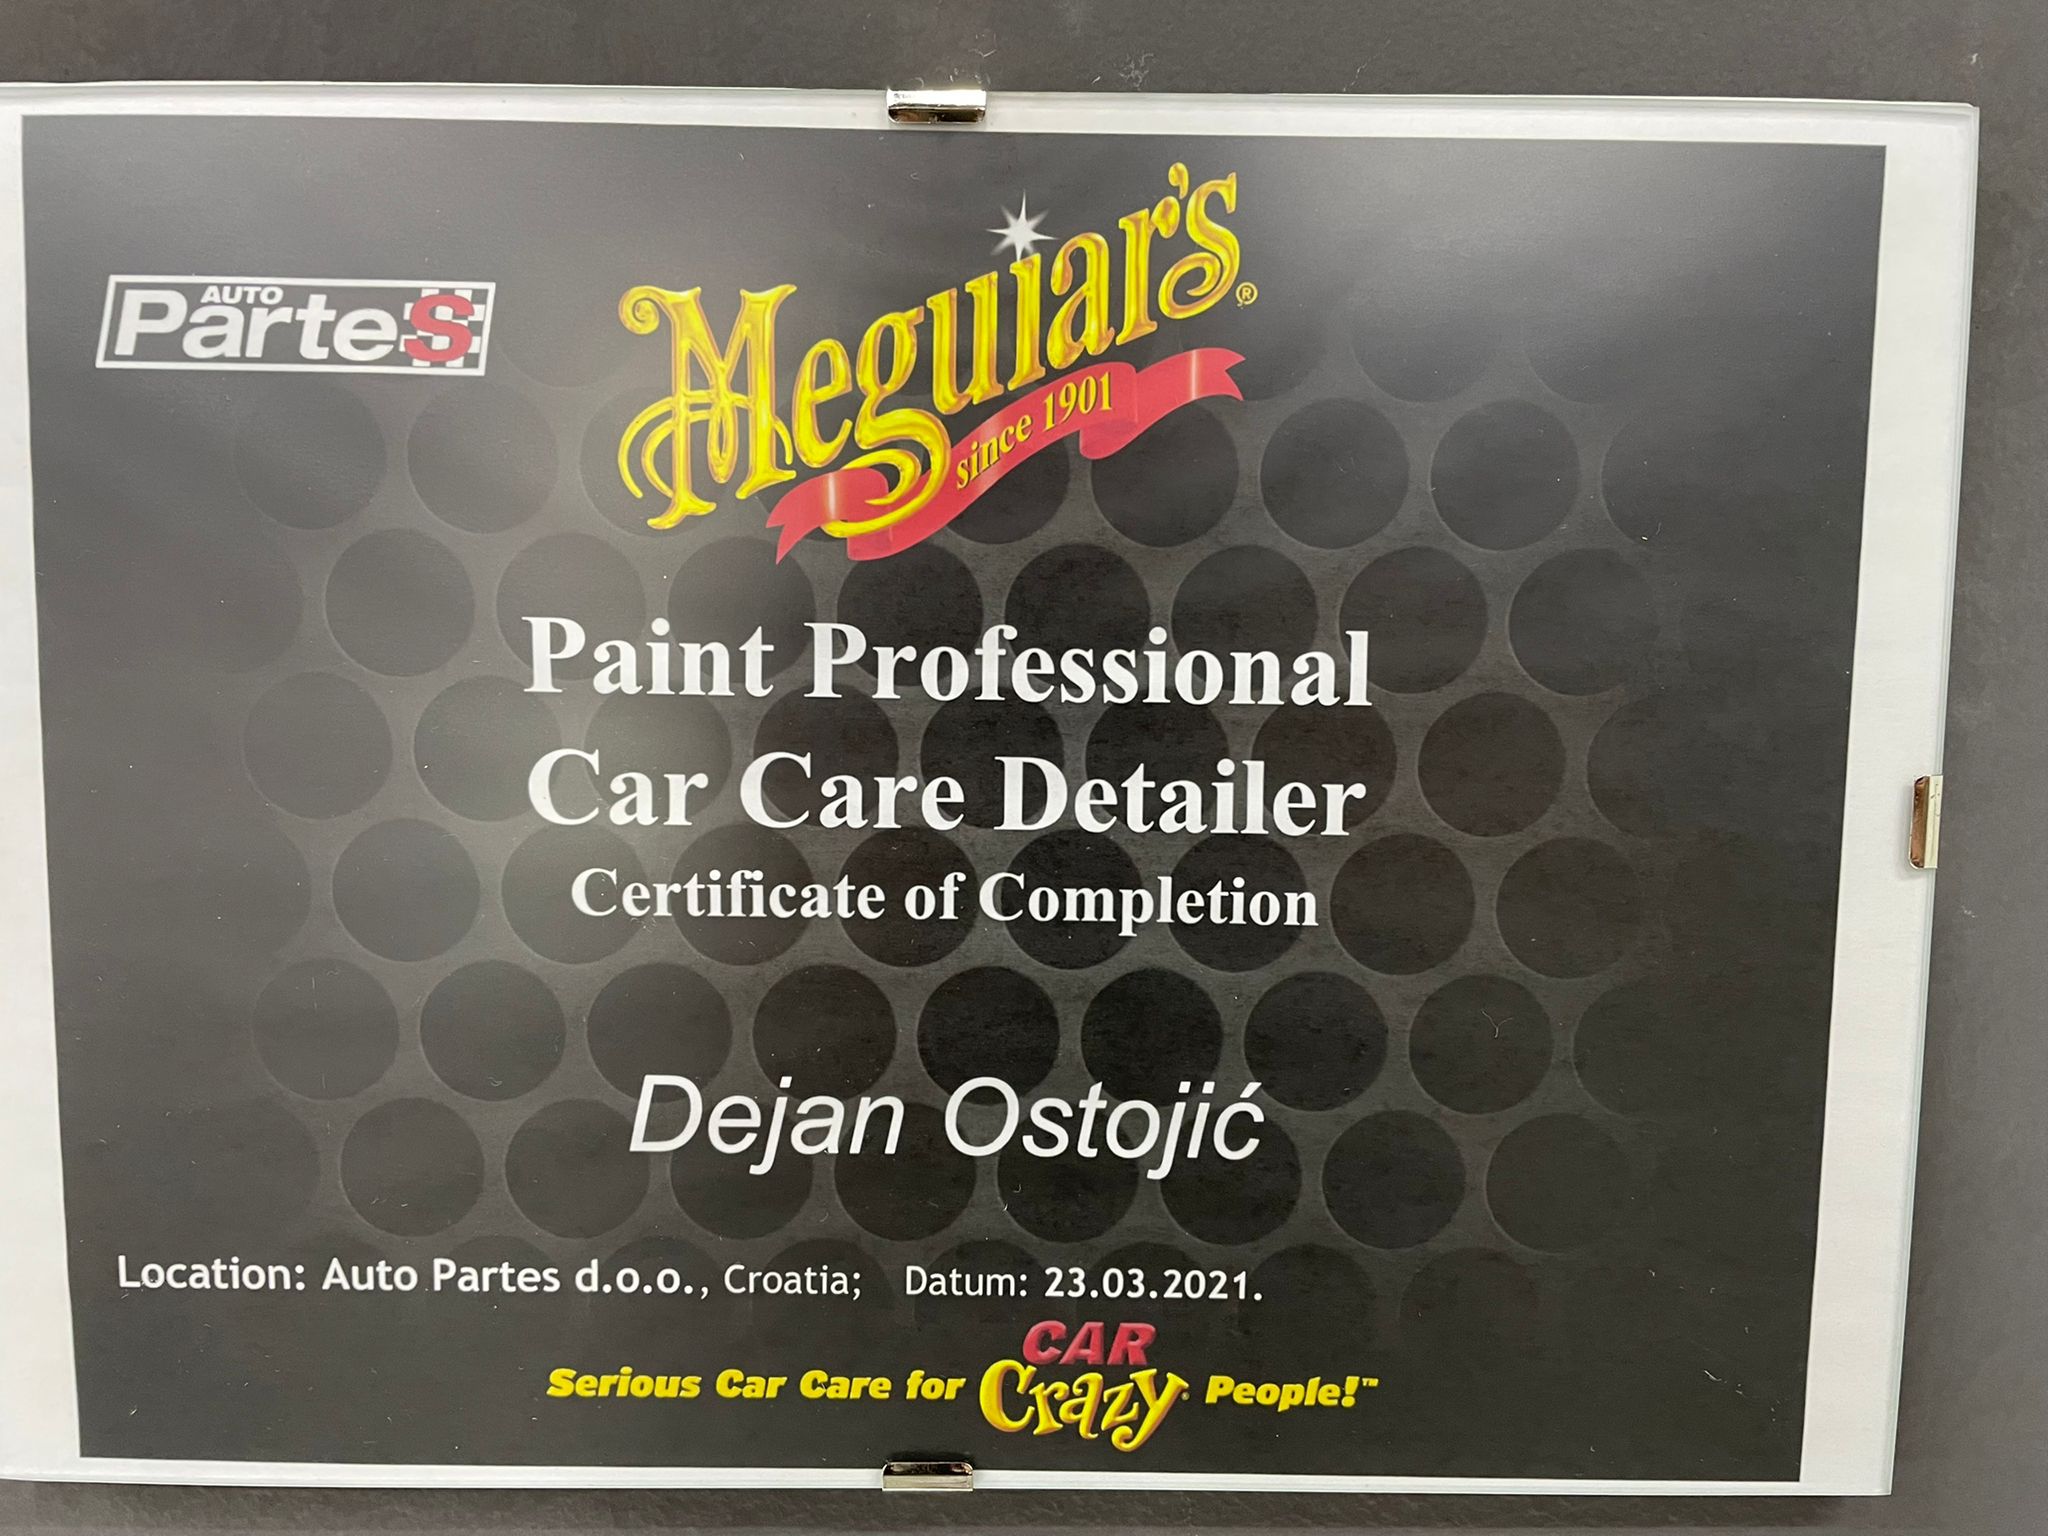 AUTO
ParteS
Meguiar's®
since 1901
Paint Professional
Car Care Detailer
Certificate of Completion
Dejan Ostojić
Location: Auto Partes d.o.o., Croatia; Datum: 23.03.2021.
Serious Car Care for CAR Crazy® People!™